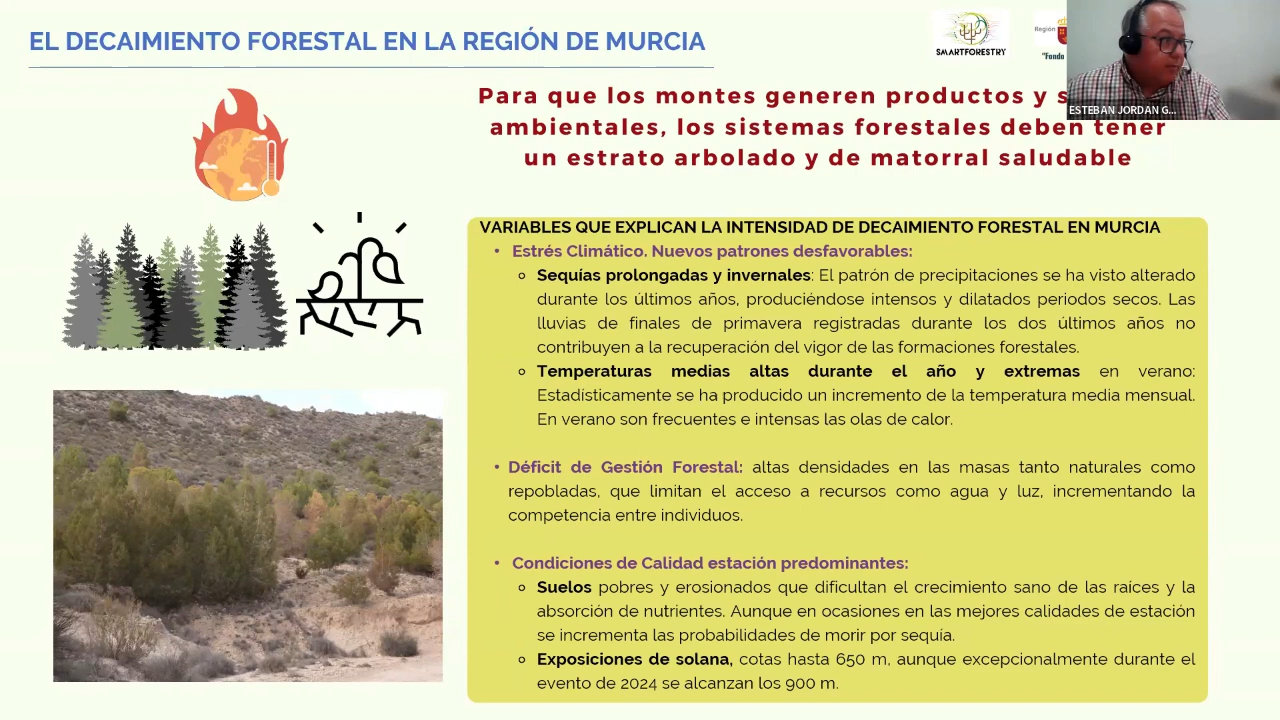 EL DECAIMIENTO FORESTAL EN LA REGIÓN DE MURCIA
SMARTFORESTRY
Región
"Fondo
ESTEBAN JORDAN G...
Para que los montes generen productos y s
ambientales, los sistemas forestales deben tener
un estrato arbolado y de matorral saludable
VARIABLES QUE EXPLICAN LA INTENSIDAD DE DECAIMIENTO FORESTAL EN MURCIA
• Estrés Climático. Nuevos patrones desfavorables:
Sequías prolongadas y invernales: El patrón de precipitaciones se ha visto alterado
durante los últimos años, produciéndose intensos y dilatados periodos secos. Las
lluvias de finales de primavera registradas durante los dos últimos años no
contribuyen a la recuperación del vigor de las formaciones forestales.
Temperaturas medias altas durante el año y extremas en verano:
Estadísticamente se ha producido un incremento de la temperatura media mensual.
En verano son frecuentes e intensas las olas de calor.
• Déficit de Gestión Forestal: altas densidades en las masas tanto naturales como
repobladas, que limitan el acceso a recursos como agua y luz, incrementando la
competencia entre individuos.
• Condiciones de Calidad estación predominantes:
Suelos pobres y erosionados que dificultan el crecimiento sano de las raíces y la
absorción de nutrientes. Aunque en ocasiones en las mejores calidades de estación
se incrementa las probabilidades de morir por sequía.
Exposiciones de solana, cotas hasta 650 m, aunque excepcionalmente durante el
evento de 2024 se alcanzan los 900 m.